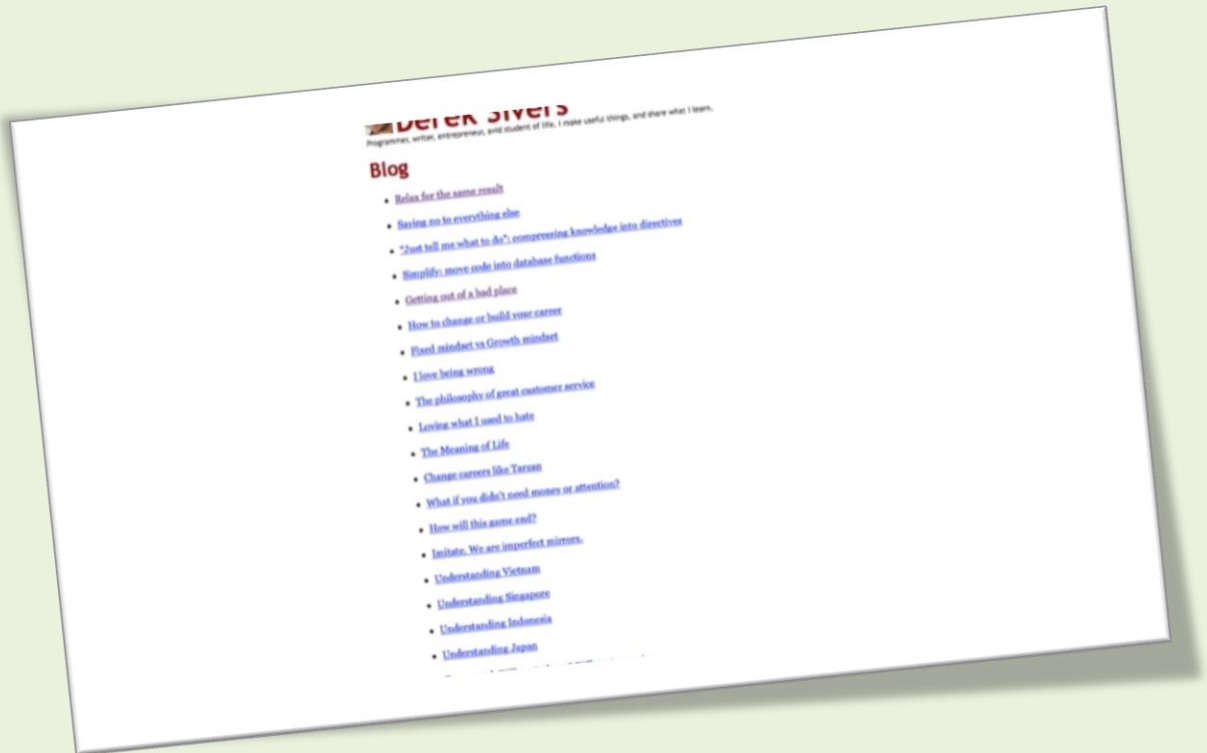 Derek Sivers
Programmer, writer, entrepreneur, avid student of life. I make useful things, and share what I learn.
Blog
• Relax for the same result
• Saying no to everything else
• "Just tell me what to do": compressing knowledge into directives
• Simplify: move code into database functions
• Getting out of a bad place
• How to change or build your career
• Fixed mindset vs Growth mindset
• I love being wrong
• The philosophy of great customer service
• Loving what I used to hate
• The Meaning of Life
• Change careers like Tarzan
• What if you didn't need money or attention?
• How will this game end?
• Imitate. We are imperfect mirrors.
• Understanding Vietnam
• Understanding Singapore
• Understanding Indonesia
• Understanding Japan